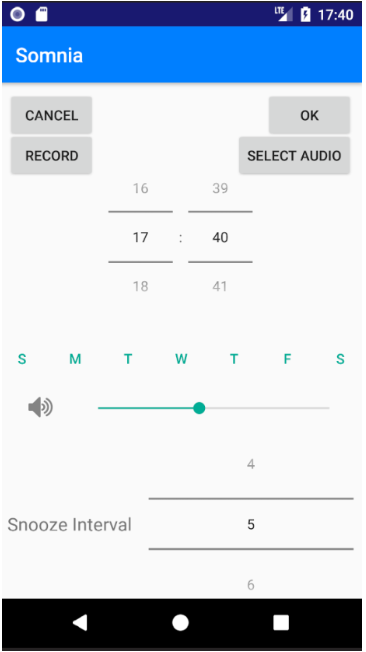 LTE 17:40
Somnia
CANCEL OK
RECORD SELECT AUDIO
16 39
17 : 40
18 41
S M T W T F S
4
Snooze Interval 5
6